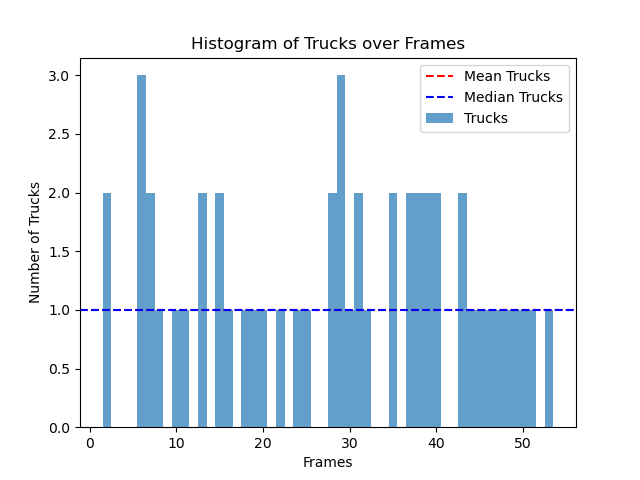 Histogram of Trucks over Frames
Mean Trucks
Median Trucks
Trucks
3.0
2.5
2.0
1.5
1.0
0.5
0.0
Number of Trucks
0 10 20 30 40 50
Frames